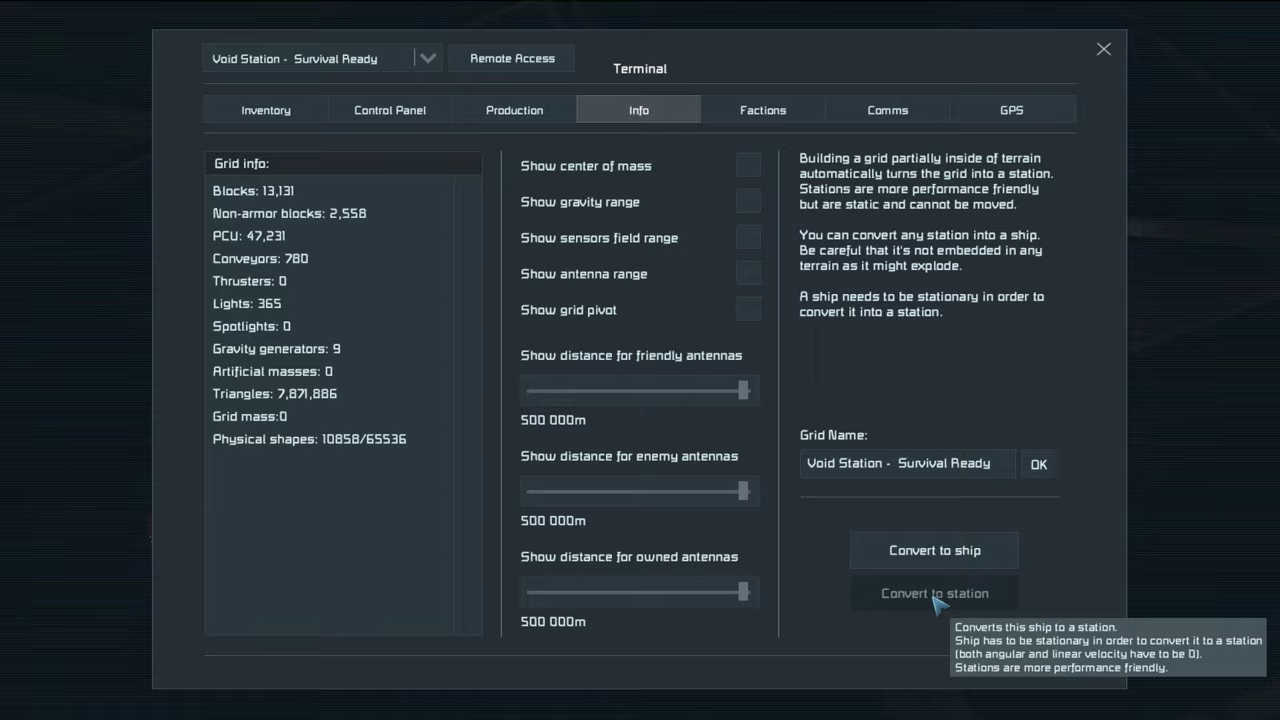 Void Station -  Survival Ready
Remote Access
Terminal
Inventory
Control Panel
Production
Info
Factions
Comms
GPS
Grid info:
Blocks: 13,131
Non-armor blocks: 2,558
PCU: 47,231
Conveyors: 780
Thrusters: 0
Lights: 365
Spotlights: 0
Gravity generators: 9
Artificial masses: 0
Triangles: 7,871,886
Grid mass:0
Physical shapes: 10858/65536
Show center of mass
Show gravity range
Show sensors field range
Show antenna range
Show grid pivot
Show distance for friendly antennas
500 000m
Show distance for enemy antennas
500 000m
Show distance for owned antennas
500 000m
Building a grid partially inside of terrain
automatically turns the grid into a station.
Stations are more performance friendly
but are static and cannot be moved.
You can convert any station into a ship.
Be careful that it's not embedded in any
terrain as it might explode.
A ship needs to be stationary in order to
convert it into a station.
Grid Name:
Void Station -  Survival Ready
OK
Convert to ship
Convert to station
Converts this ship to a station.
Ship has to be stationary in order to convert it to a station
(both angular and linear velocity have to be 0).
Stations are more performance friendly.